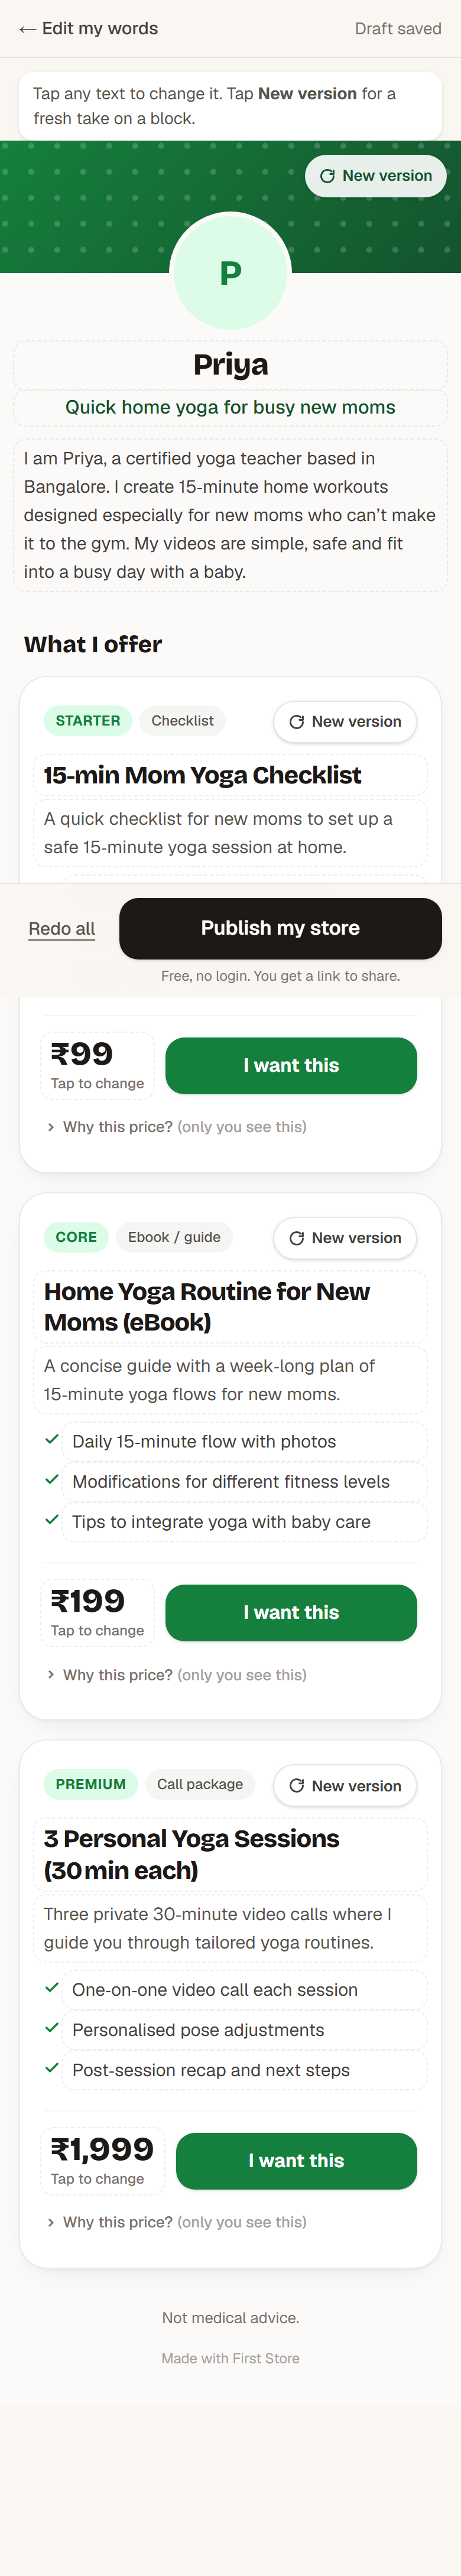 ← Edit my words
Draft saved
Tap any text to change it. Tap New version for a
fresh take on a block.
New version
P
Priya
Quick home yoga for busy new moms
I am Priya, a certified yoga teacher based in
Bangalore. I create 15-minute home workouts
designed especially for new moms who can’t make
it to the gym. My videos are simple, safe and fit
into a busy day with a baby.
What I offer
STARTER
Checklist
New version
15-min Mom Yoga Checklist
A quick checklist for new moms to set up a
safe 15-minute yoga session at home.
Redo all
Publish my store
Free, no login. You get a link to share.
₹99
Tap to change
I want this
› Why this price? (only you see this)
CORE
Ebook / guide
New version
Home Yoga Routine for New
Moms (eBook)
A concise guide with a week-long plan of
15-minute yoga flows for new moms.
Daily 15-minute flow with photos
Modifications for different fitness levels
Tips to integrate yoga with baby care
₹199
Tap to change
I want this
› Why this price? (only you see this)
PREMIUM
Call package
New version
3 Personal Yoga Sessions
(30 min each)
Three private 30-minute video calls where I
guide you through tailored yoga routines.
One-on-one video call each session
Personalised pose adjustments
Post-session recap and next steps
₹1,999
Tap to change
I want this
› Why this price? (only you see this)
Not medical advice.
Made with First Store